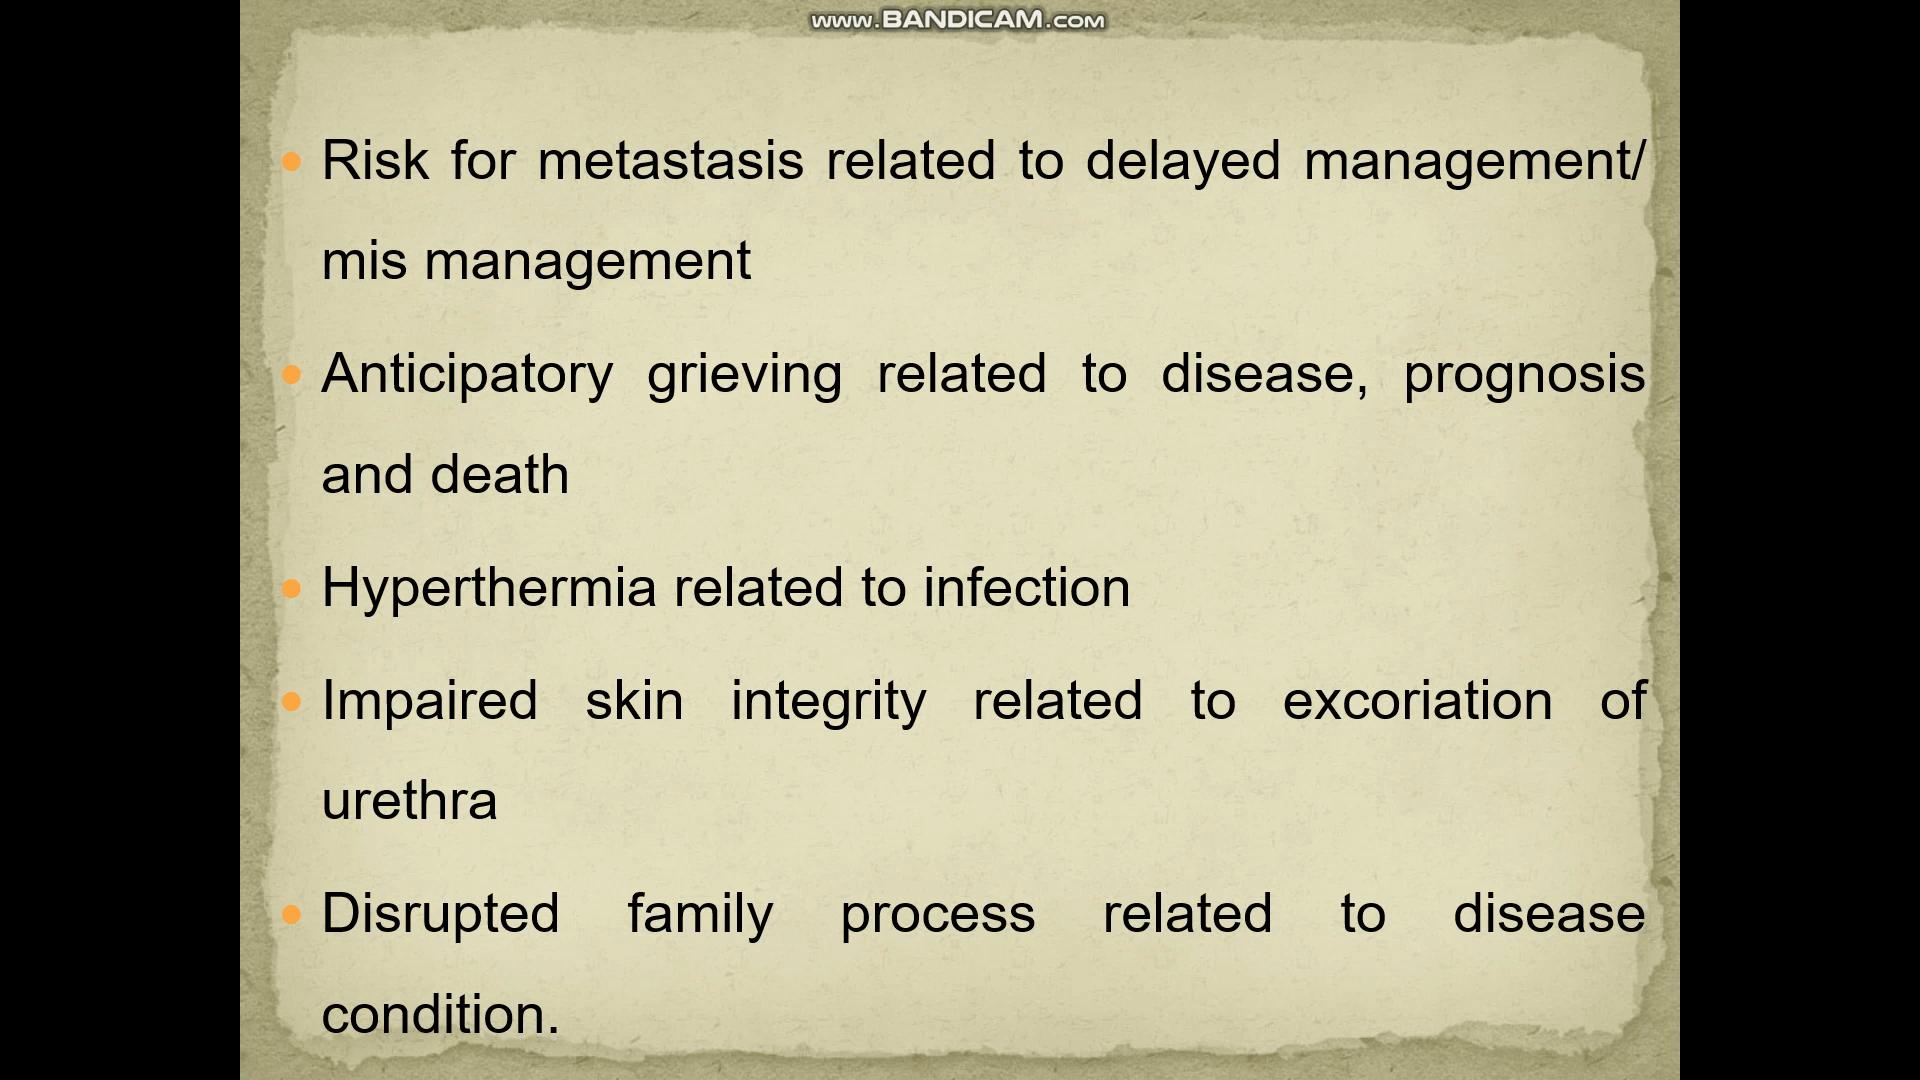 www.BANDICAM.com
Risk for metastasis related to delayed management/
mis management
Anticipatory grieving related to disease, prognosis
and death
Hyperthermia related to infection
Impaired skin integrity related to excoriation of
urethra
Disrupted family process related to disease
condition.